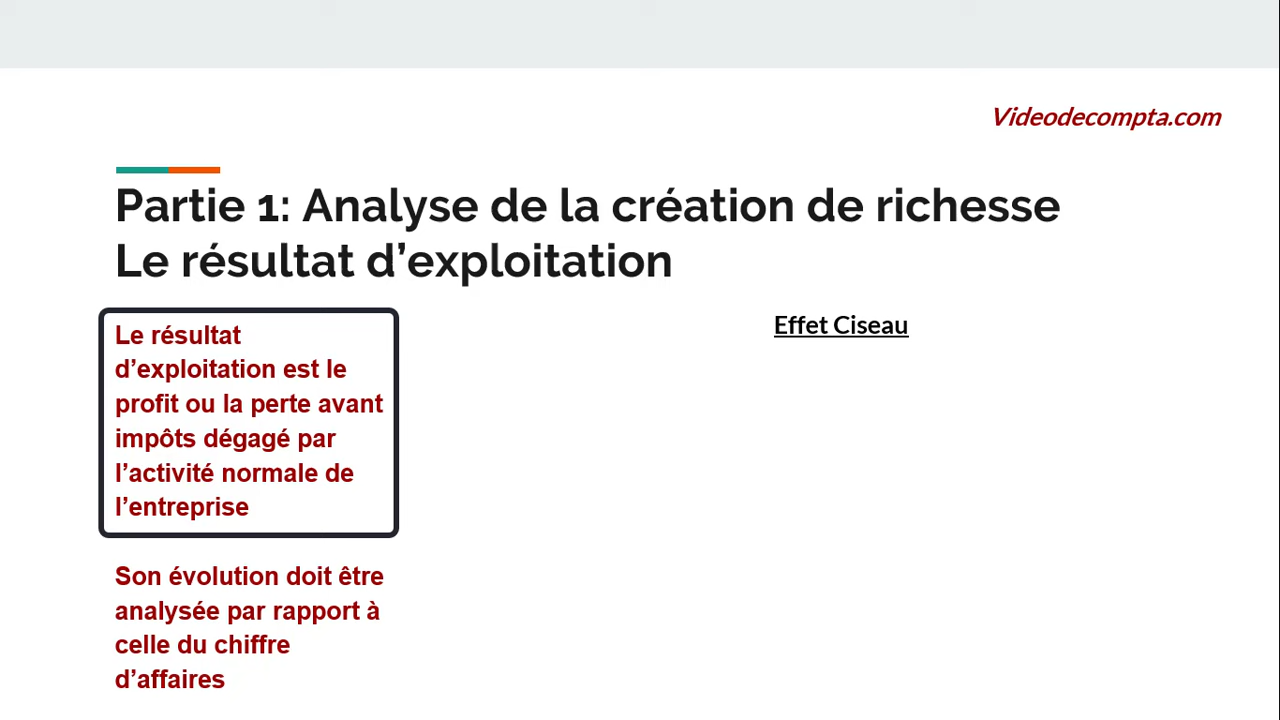 Videodecompta.com
Partie 1: Analyse de la création de richesse
Le résultat d’exploitation
Le résultat
d’exploitation est le
profit ou la perte avant
impôts dégagé par
l’activité normale de
l’entreprise
Son évolution doit être
analysée par rapport à
celle du chiffre
d’affaires
Effet Ciseau